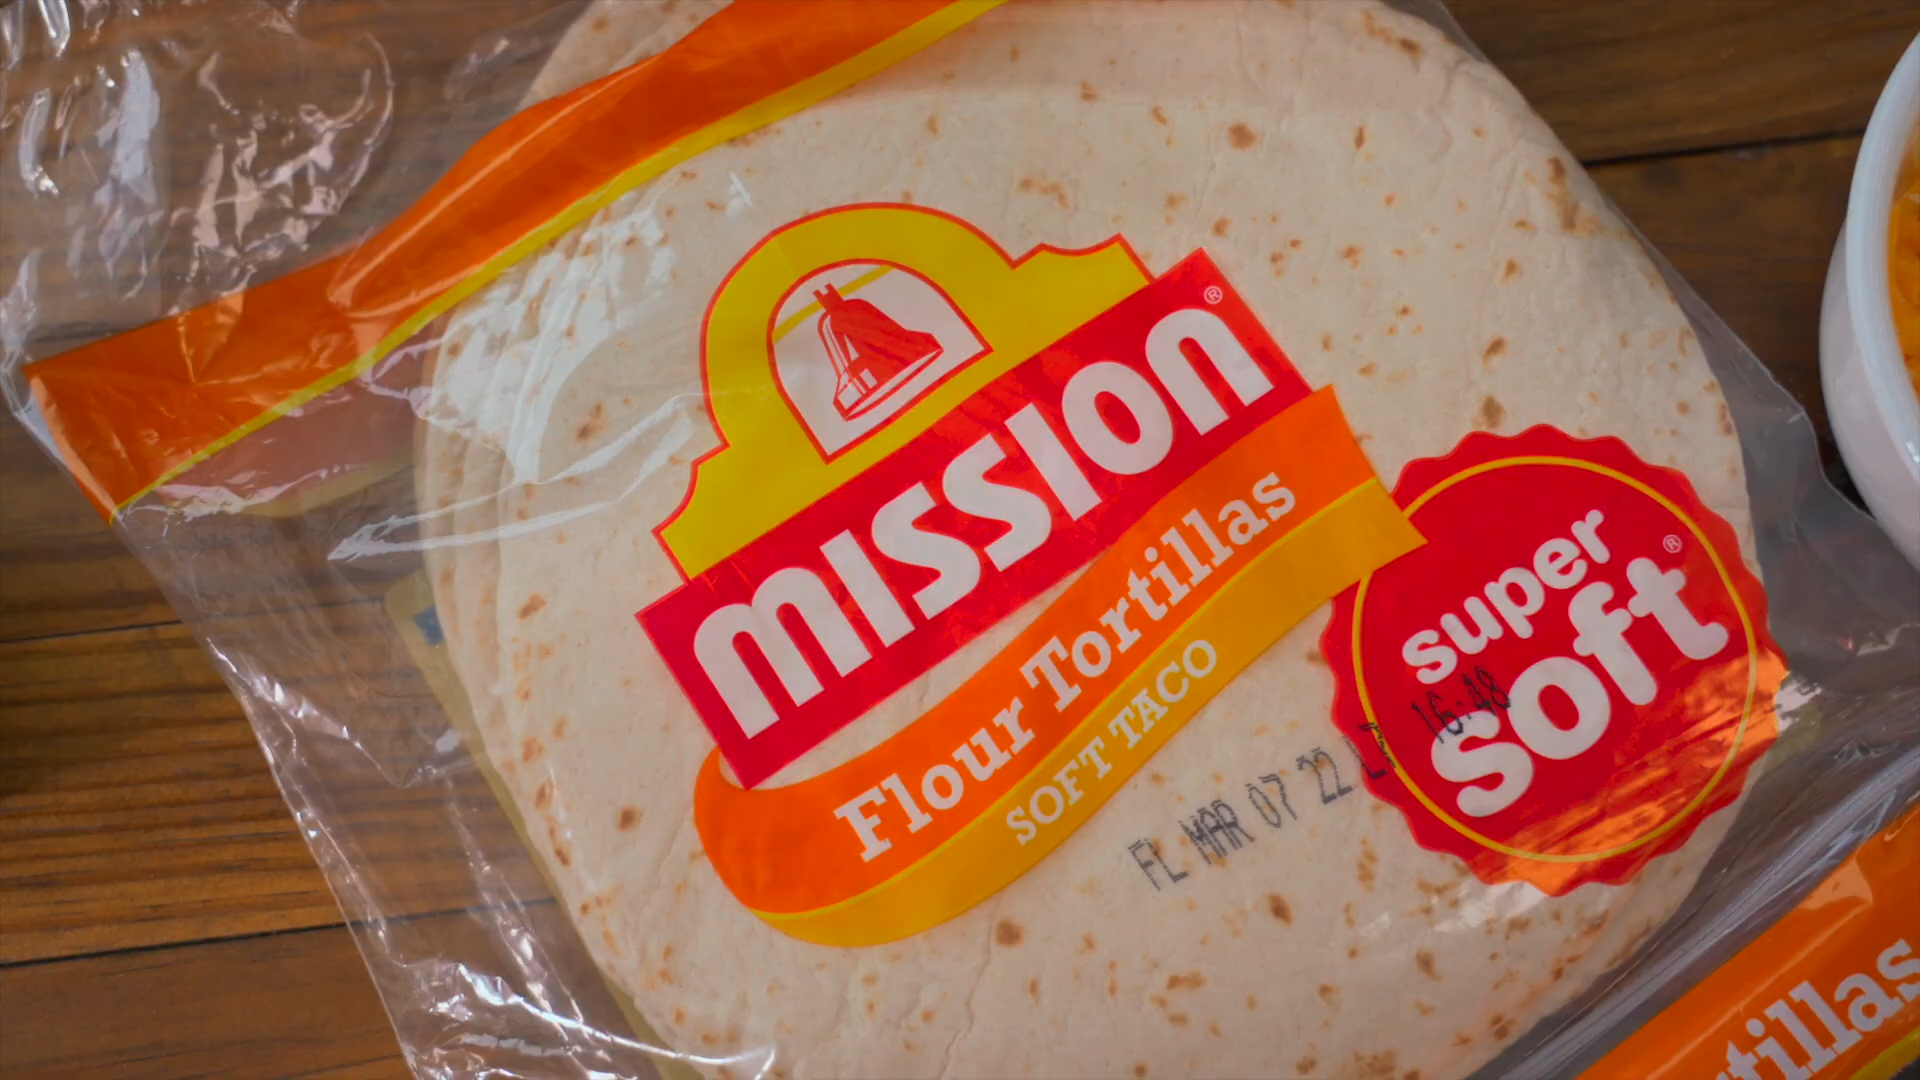 MISSION®
Flour Tortillas
SOFT TACO
super
soft®
16:48
FL MAR 07 22
tillas